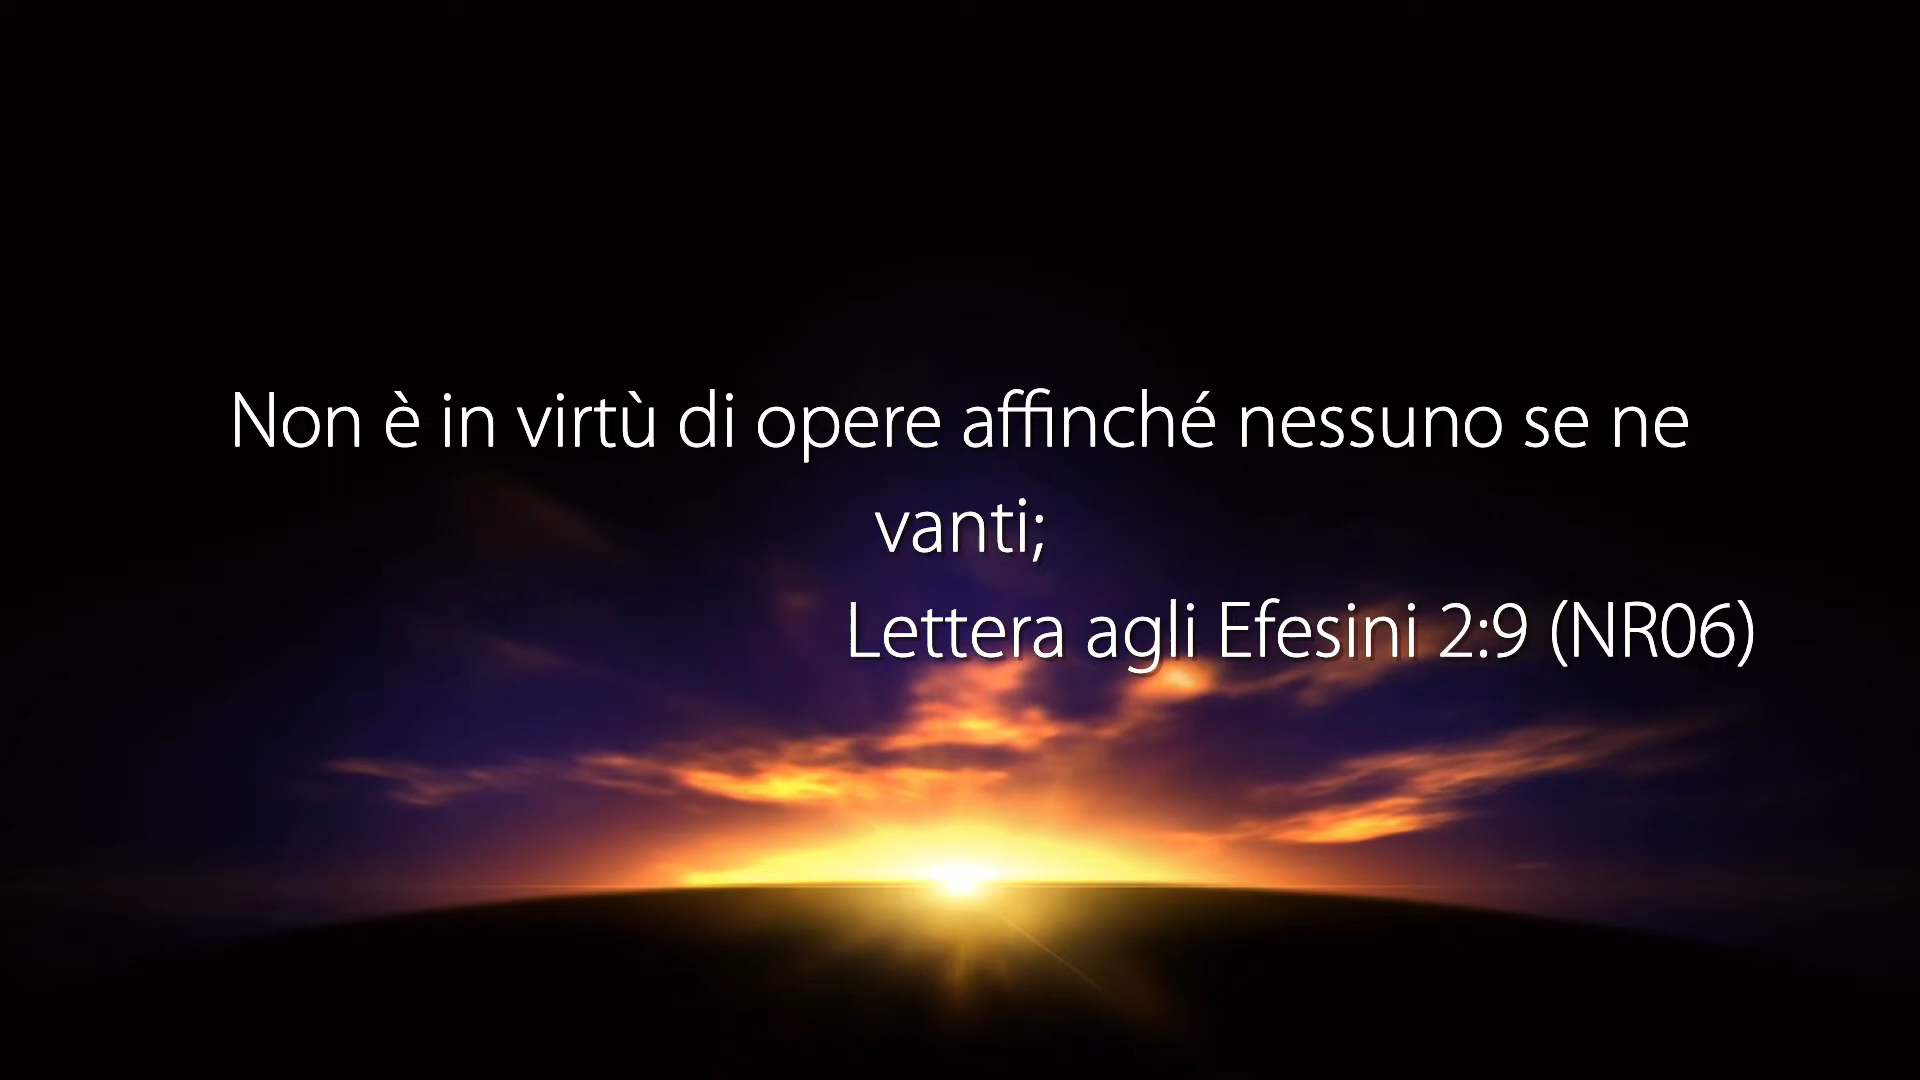 Non è in virtù di opere affinché nessuno se ne
vanti;
Lettera agli Efesini 2:9 (NR06)